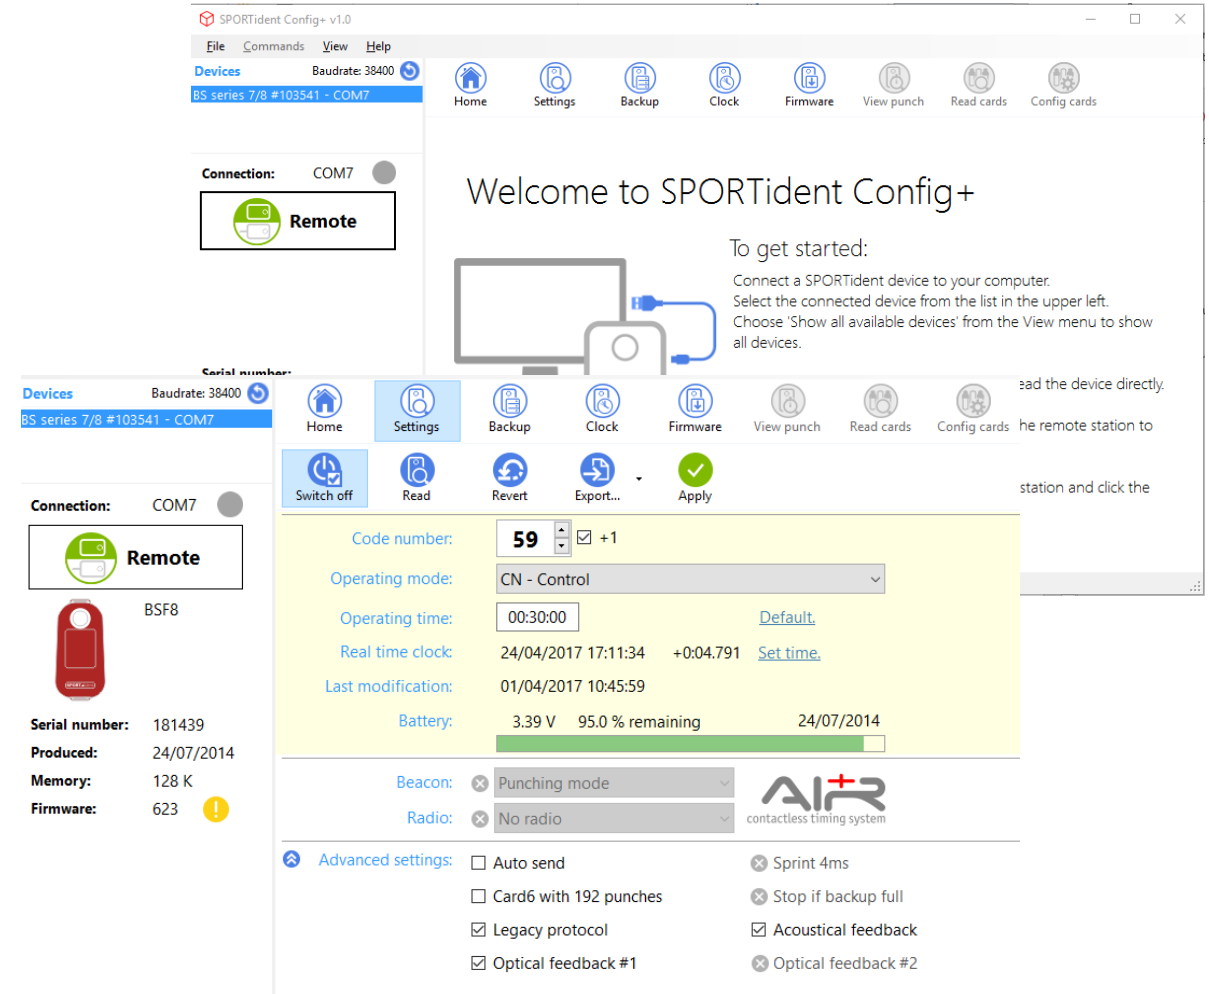 SPORTident Config+ v1.0
File Commands View Help
Devices Baudrate: 38400
BS series 7/8 #103541 - COM7
Home Settings Backup Clock Firmware View punch Read cards Config cards
Connection: COM7
Remote
Welcome to SPORTident Config+
To get started:
Connect a SPORTident device to your computer.
Select the connected device from the list in the upper left.
Choose 'Show all available devices' from the View menu to show
all devices.
Serial number:
ead the device directly.
he remote station to
station and click the
Devices Baudrate: 38400
BS series 7/8 #103541 - COM7
Home Settings Backup Clock Firmware View punch Read cards Config cards
Switch off Read Revert Export... Apply
Connection: COM7
Remote
BSF8
SPORTident
Serial number: 181439
Produced: 24/07/2014
Memory: 128 K
Firmware: 623
Code number: 59 +1
Operating mode: CN - Control
Operating time: 00:30:00 Default.
Real time clock: 24/04/2017 17:11:34 +0:04.791 Set time.
Last modification: 01/04/2017 10:45:59
Battery: 3.39 V 95.0 % remaining 24/07/2014
Beacon: Punching mode
Radio: No radio
AIR+
contactless timing system
Advanced settings: Auto send Sprint 4ms
Card6 with 192 punches Stop if backup full
Legacy protocol Acoustical feedback
Optical feedback #1 Optical feedback #2